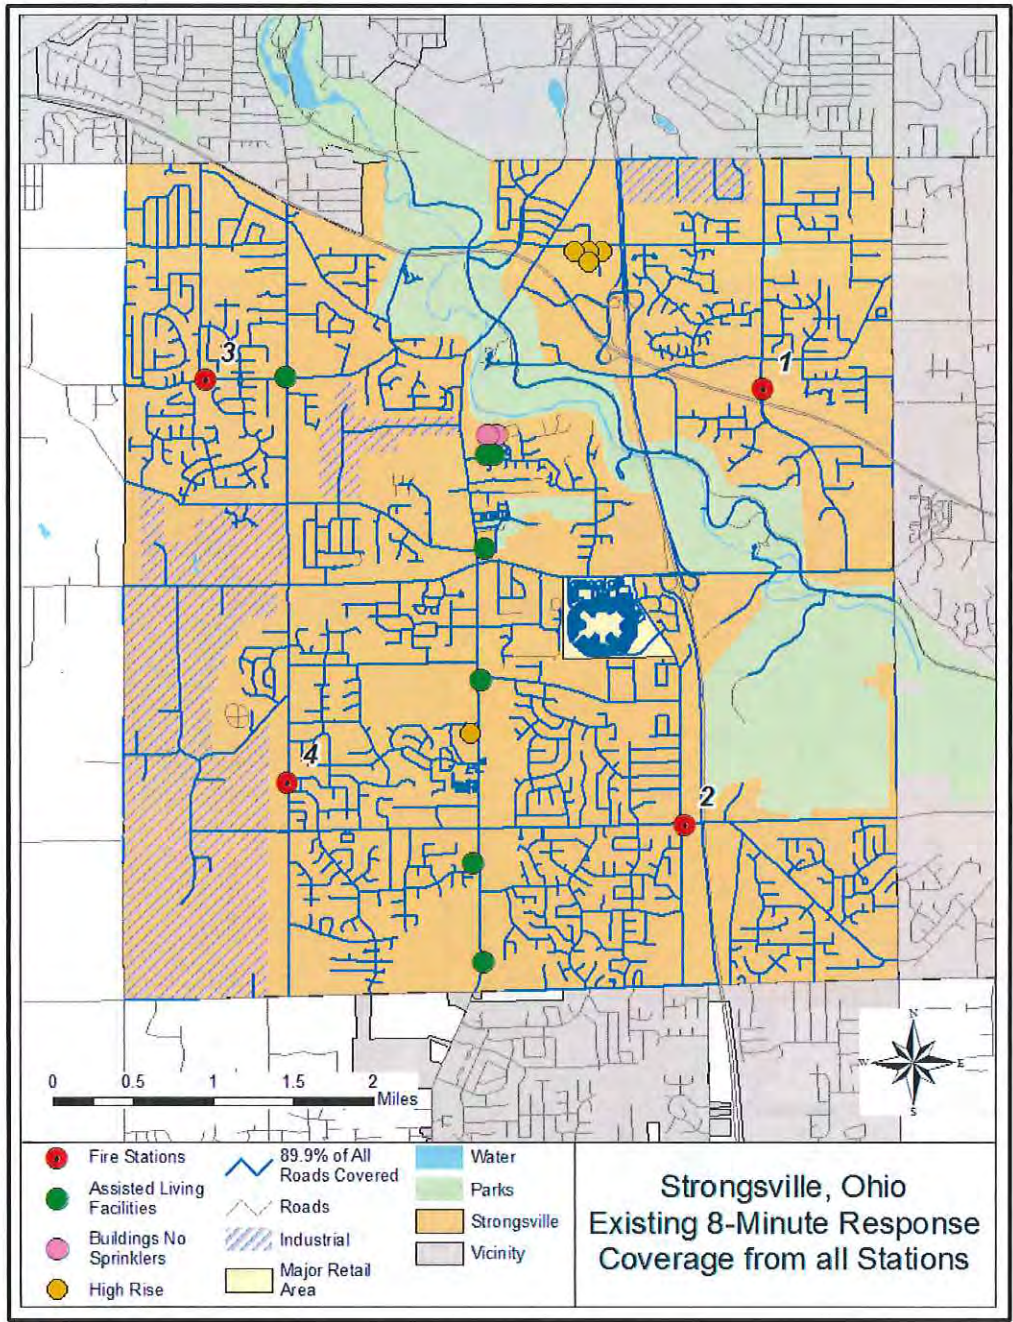 3
1
4
2
N
W
E
S
0 0.5 1 1.5 2
Miles
Fire Stations
Assisted Living
Facilities
Buildings No
Sprinklers
High Rise
89.9% of All
Roads Covered
Roads
Industrial
Major Retail
Area
Water
Parks
Strongsville
Vicinity
Strongsville, Ohio
Existing 8-Minute Response
Coverage from all Stations